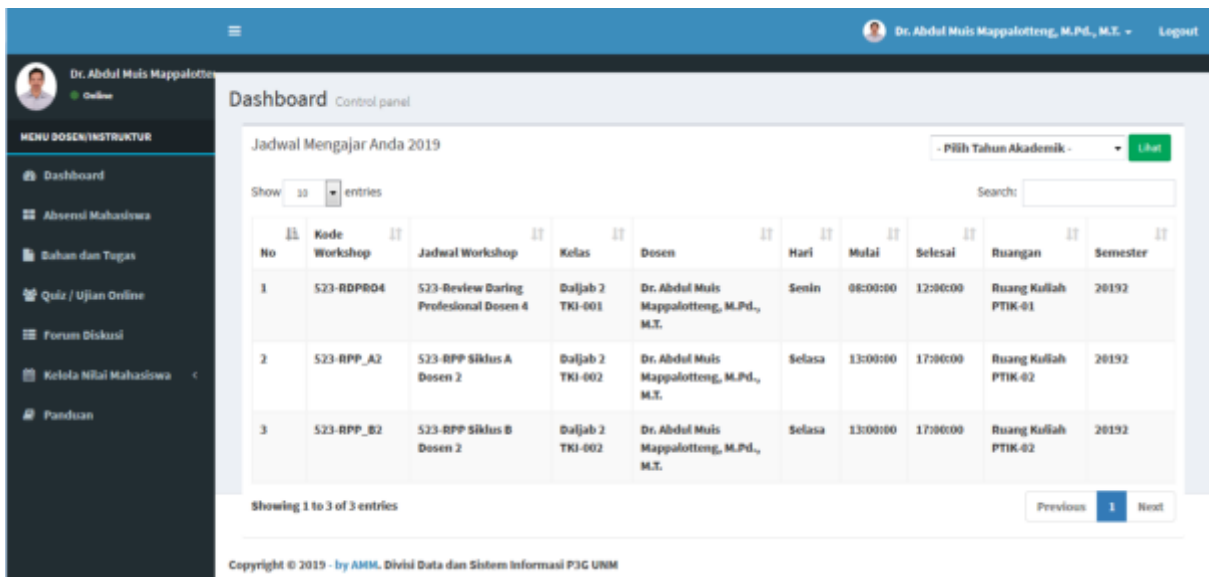 Dr. Abdul Muis Mappalotteng, M.Pd., M.T.
Logout
Dr. Abdul Muis Mappalotten
Online
MENU DOSEN/INSTRUKTUR
Dashboard
Absensi Mahasiswa
Bahan dan Tugas
Quiz / Ujian Online
Forum Diskusi
Kelola Nilai Mahasiswa
Panduan
Dashboard Control panel
Jadwal Mengajar Anda 2019
- Pilih Tahun Akademik -
Lihat
Show 10 entries
Search:
No
Kode
Workshop
Jadwal Workshop
Kelas
Dosen
Hari
Mulai
Selesai
Ruangan
Semester
1
523-RDPRO4
523-Review Daring
Profesional Dosen 4
Daljab 2
TKI-001
Dr. Abdul Muis
Mappalotteng, M.Pd.,
M.T.
Senin
08:00:00
12:00:00
Ruang Kuliah
PTIK-01
20192
2
523-RPP_A2
523-RPP Siklus A
Dosen 2
Daljab 2
TKI-002
Dr. Abdul Muis
Mappalotteng, M.Pd.,
M.T.
Selasa
13:00:00
17:00:00
Ruang Kuliah
PTIK-02
20192
3
523-RPP_B2
523-RPP Siklus B
Dosen 2
Daljab 2
TKI-002
Dr. Abdul Muis
Mappalotteng, M.Pd.,
M.T.
Selasa
13:00:00
17:00:00
Ruang Kuliah
PTIK-02
20192
Showing 1 to 3 of 3 entries
Previous 1 Next
Copyright © 2019 - by AMM. Divisi Data dan Sistem Informasi P3G UNM